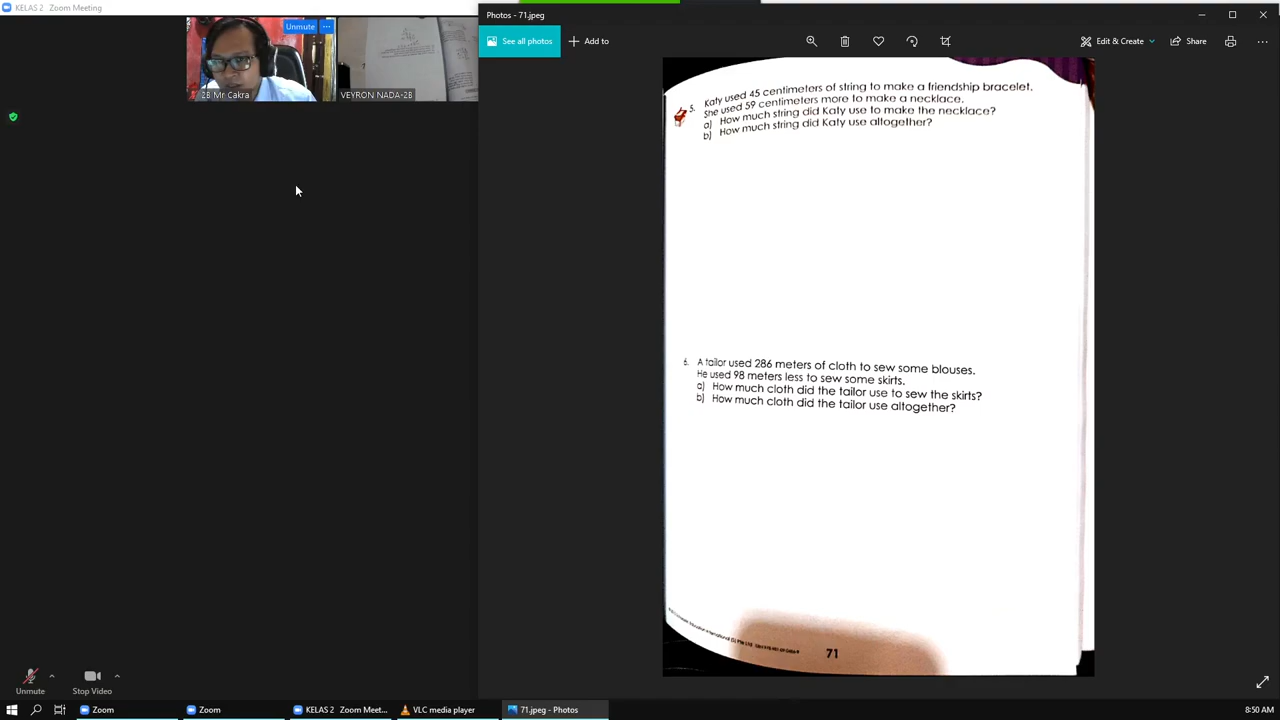 KELAS 2 Zoom Meeting
Photos - 71.jpeg
Unmute
See all photos
Add to
Edit & Create
Share
2B Mr Cakra
VEYRON NADA-2B
5. Katy used 45 centimeters of string to make a friendship bracelet.
She used 59 centimeters more to make a necklace.
a) How much string did Katy use to make the necklace?
b) How much string did Katy use altogether?
6. A tailor used 286 meters of cloth to sew some blouses.
He used 98 meters less to sew some skirts.
a) How much cloth did the tailor use to sew the skirts?
b) How much cloth did the tailor use altogether?
71
Unmute
Stop Video
Zoom
Zoom
KELAS 2 Zoom Meet...
VLC media player
71.jpeg - Photos
8:50 AM